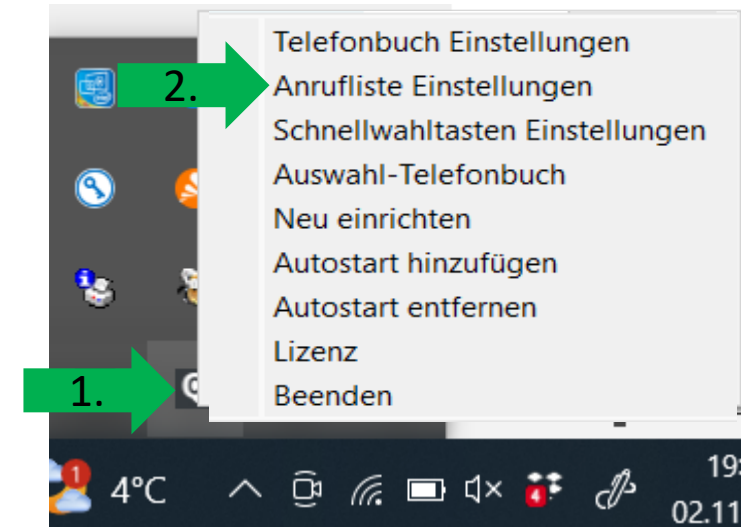 Telefonbuch Einstellungen
2. Anrufliste Einstellungen
Schnellwahltasten Einstellungen
Auswahl-Telefonbuch
Neu einrichten
Autostart hinzufügen
Autostart entfernen
Lizenz
1. Beenden
1 4°C 4 19:
02.11